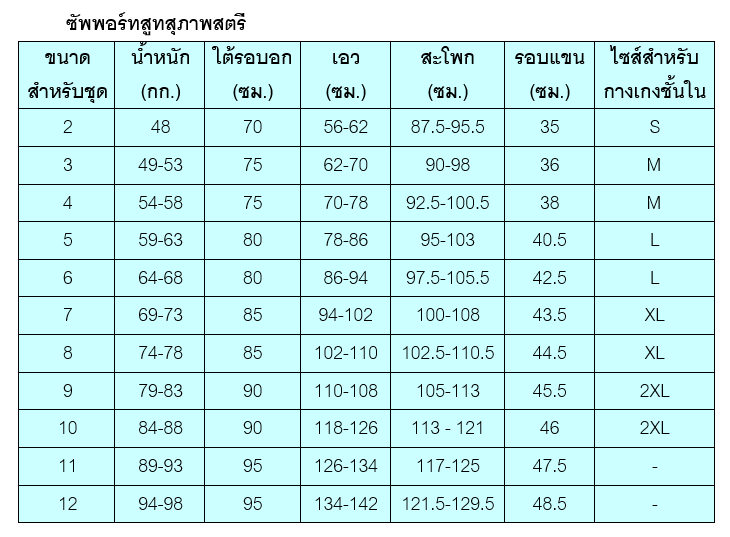 ซัพพอร์ทสูทสุภาพสตรี
ขนาด น้ำหนัก ใต้รอบอก เอว สะโพก รอบแขน ไซส์สำหรับ
สำหรับชุด (กก.) (ซม.) (ซม.) (ซม.) (ซม.) กางเกงชั้นใน
2 48 70 56-62 87.5-95.5 35 S
3 49-53 75 62-70 90-98 36 M
4 54-58 75 70-78 92.5-100.5 38 M
5 59-63 80 78-86 95-103 40.5 L
6 64-68 80 86-94 97.5-105.5 42.5 L
7 69-73 85 94-102 100-108 43.5 XL
8 74-78 85 102-110 102.5-110.5 44.5 XL
9 79-83 90 110-108 105-113 45.5 2XL
10 84-88 90 118-126 113 - 121 46 2XL
11 89-93 95 126-134 117-125 47.5 -
12 94-98 95 134-142 121.5-129.5 48.5 -